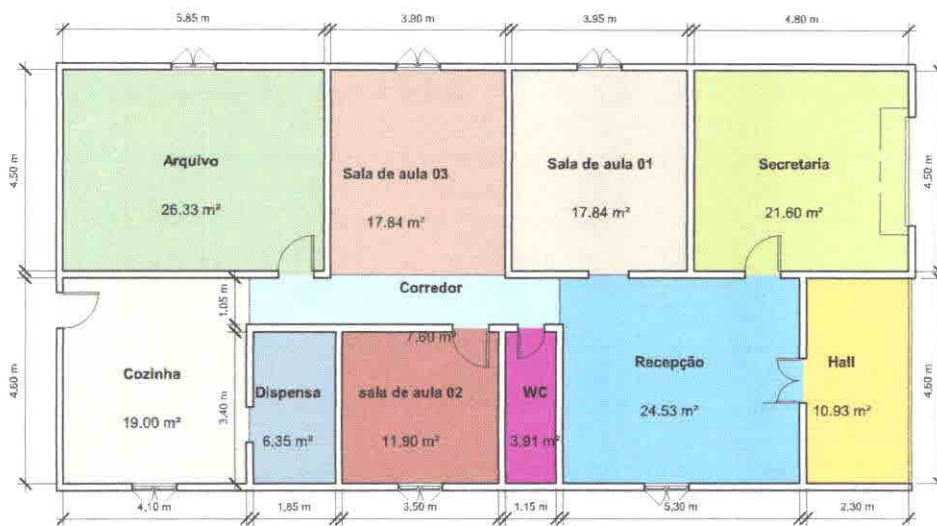 5.85 m
3.90 m
3.95 m
4.80 m
4.50 m
Arquivo
26.33 m²
Sala de aula 03
17.84 m²
Sala de aula 01
17.84 m²
Secretaria
21.60 m²
4.50 m
4.60 m
1.05 m
Corredor
7.60 m²
Cozinha
19.00 m²
3.40 m
Dispensa
6.35 m²
sala de aula 02
11.90 m²
WC
3.91 m²
Recepção
24.53 m²
Hall
10.93 m²
4.60 m
4.10 m
1.85 m
3.50 m
1.15 m
5.30 m
2.30 m